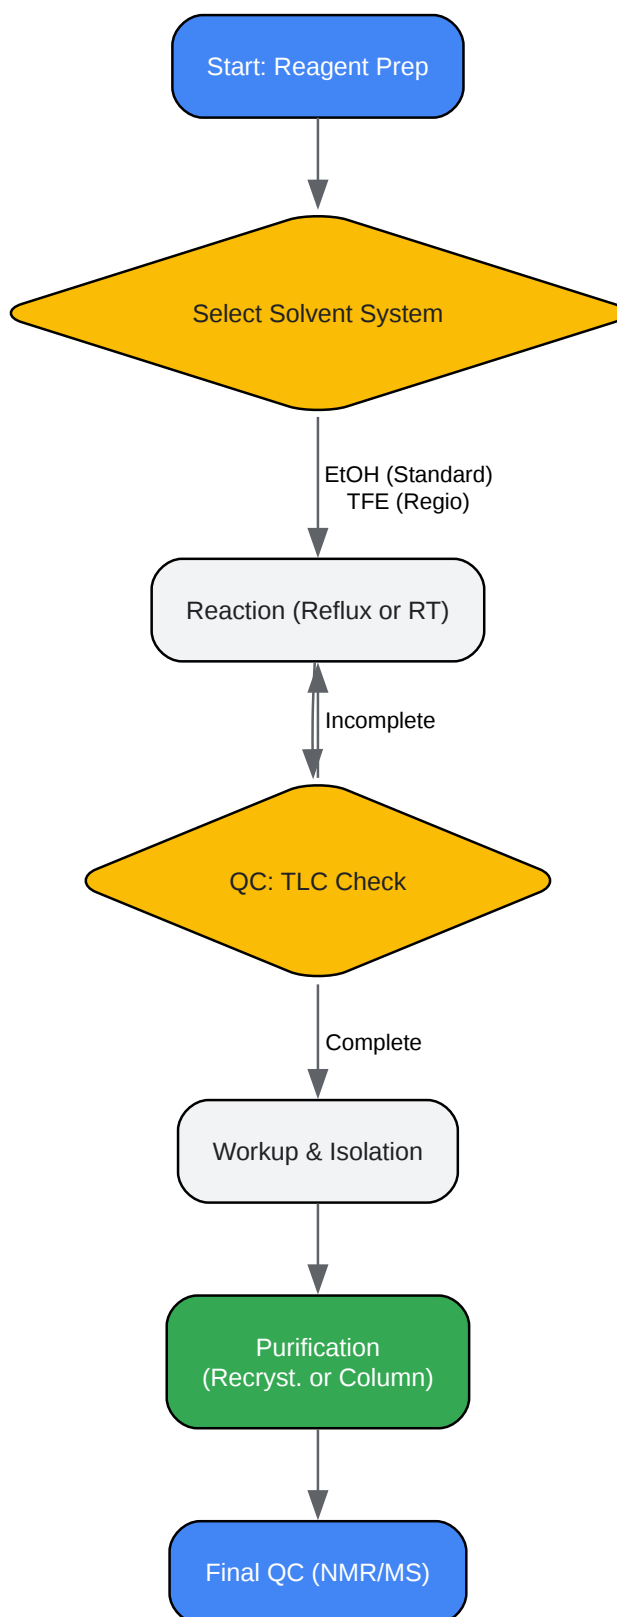 Start: Reagent Prep
Select Solvent System
EtOH (Standard)
TFE (Regio)
Reaction (Reflux or RT)
Incomplete
QC: TLC Check
Complete
Workup & Isolation
Purification
(Recryst. or Column)
Final QC (NMR/MS)